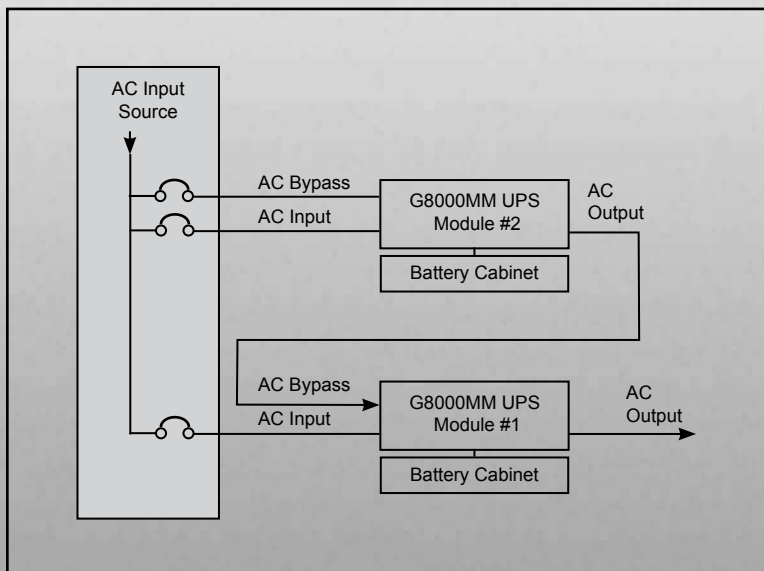 AC Input
Source
AC Bypass
AC Input
G8000MM UPS
Module #2
Battery Cabinet
AC
Output
AC Bypass
AC Input
G8000MM UPS
Module #1
Battery Cabinet
AC
Output